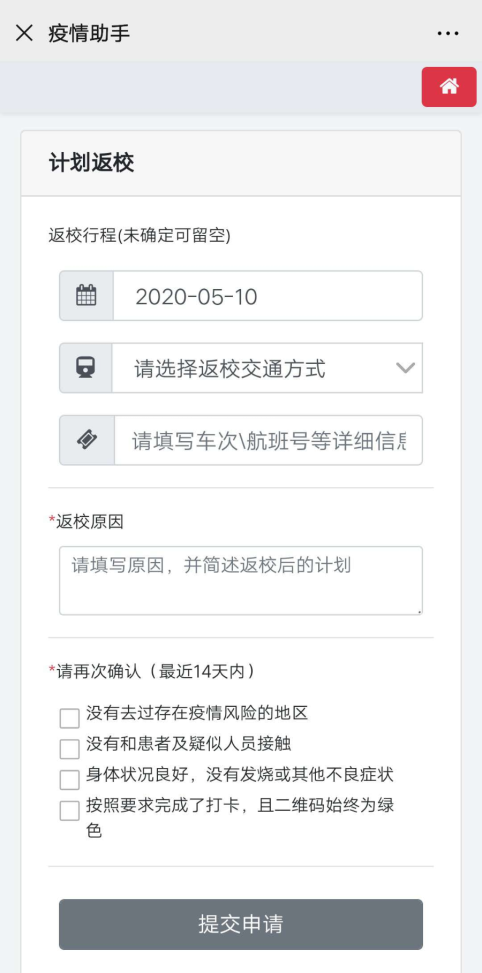 疫情助手
计划返校
返校行程(未确定可留空)
2020-05-10
请选择返校交通方式
请填写车次\航班号等详细信息
*返校原因
请填写原因，并简述返校后的计划
*请再次确认（最近14天内）
没有去过存在疫情风险的地区
没有和患者及疑似人员接触
身体状况良好，没有发烧或其他不良症状
按照要求完成了打卡，且二维码始终为绿
色
提交申请